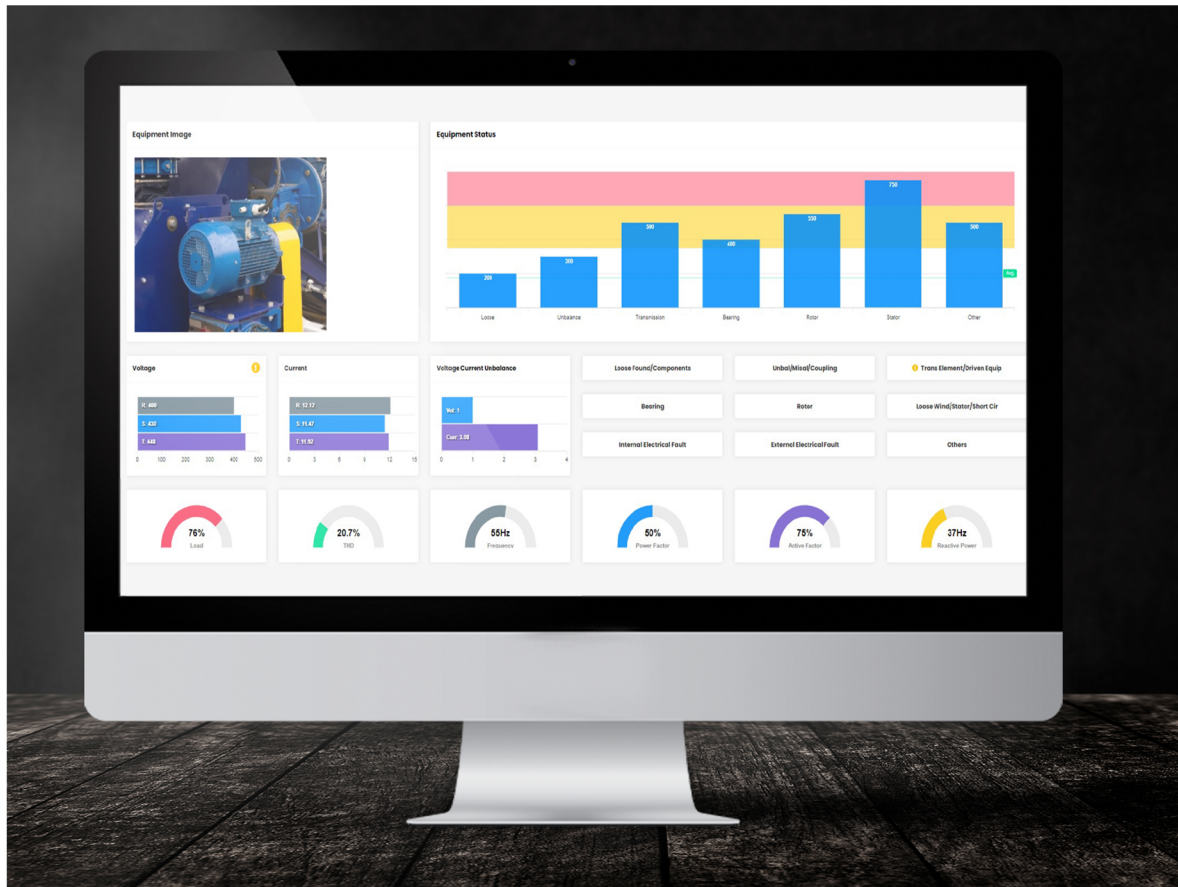 Equipment Image
Equipment Status
750
550
500
500
400
300
200
Avg
Loose
Unbalance
Transmission
Bearing
Rotor
Stator
Other
Voltage
Current
Voltage Current Unbalance
Loose Found/Components
Unbal/Misal/Coupling
Trans Element/Driven Equip
R: 400
S: 430
T: 448
0 100 200 300 400 500
R: 12.12
S: 11.47
T: 11.92
0 3 6 9 12 15
Vol: 1
Curr: 3.08
0 1 2 3 4
Bearing
Rotor
Loose Wind/Stator/Short Cir
Internal Electrical Fault
External Electrical Fault
Others
76%
Load
20.7%
THD
55Hz
Frequency
50%
Power Factor
75%
Active Factor
37Hz
Reactive Power